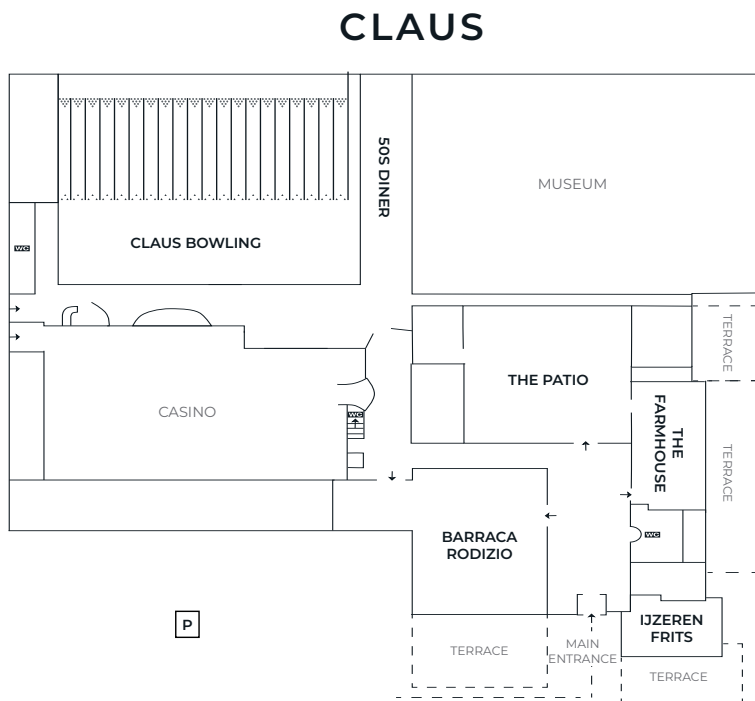 CLAUS
50S DINER
MUSEUM
CLAUS BOWLING
WC
TERRACE
THE PATIO
CASINO
WC
THE
FARMHOUSE
TERRACE
BARRACA
RODIZIO
WC
P
IJZEREN
FRITS
TERRACE
MAIN
ENTRANCE
TERRACE